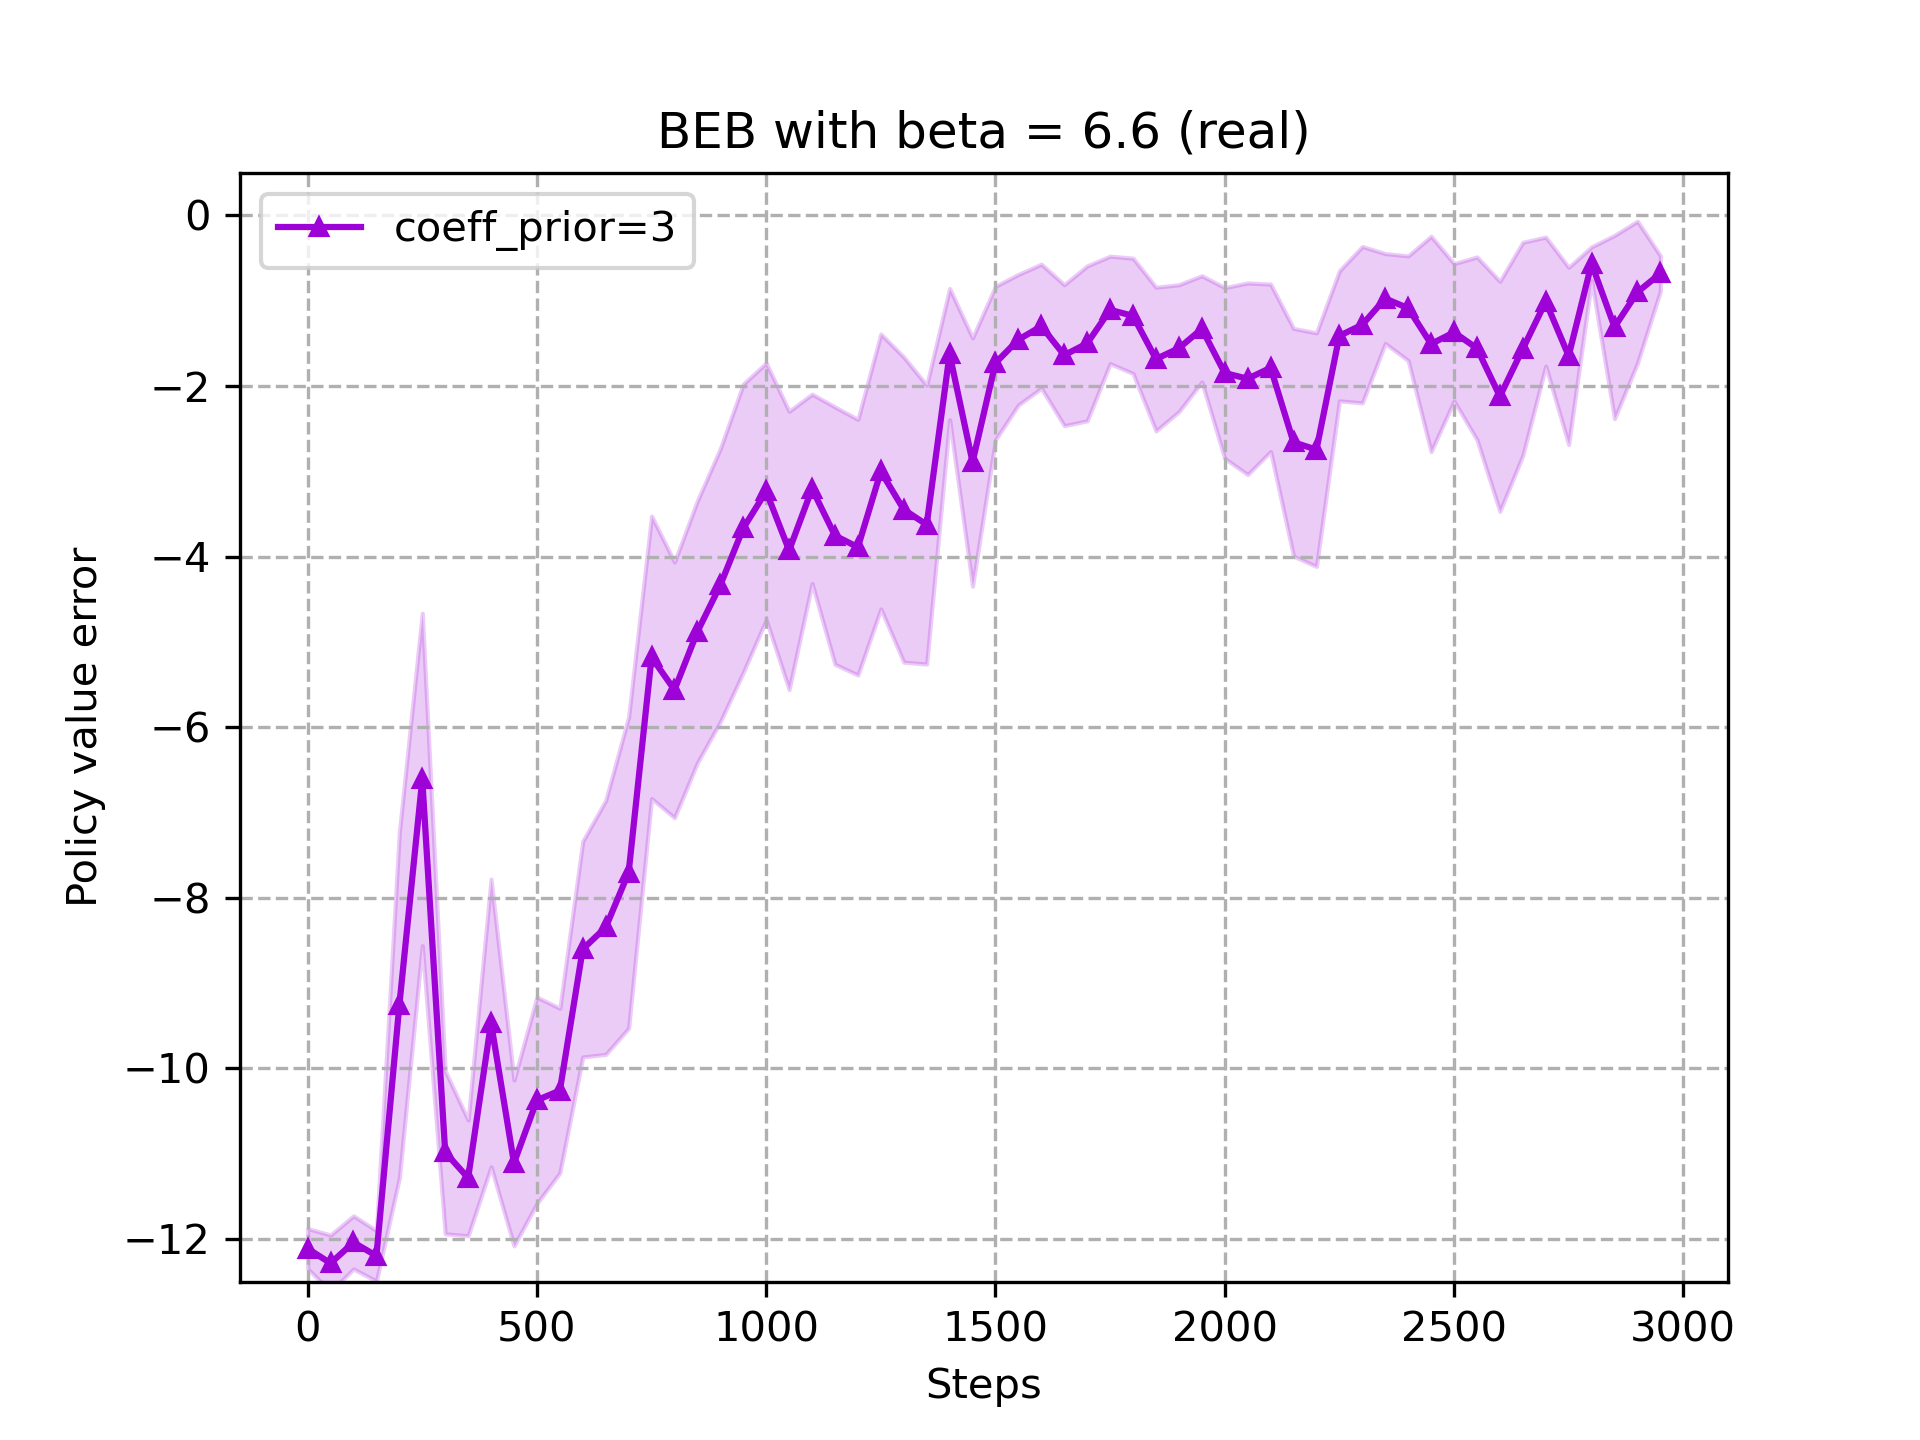 BEB with beta = 6.6 (real)
coeff_prior=3
0
−2
−4
−6
−8
−10
−12
Policy value error
0 500 1000 1500 2000 2500 3000
Steps